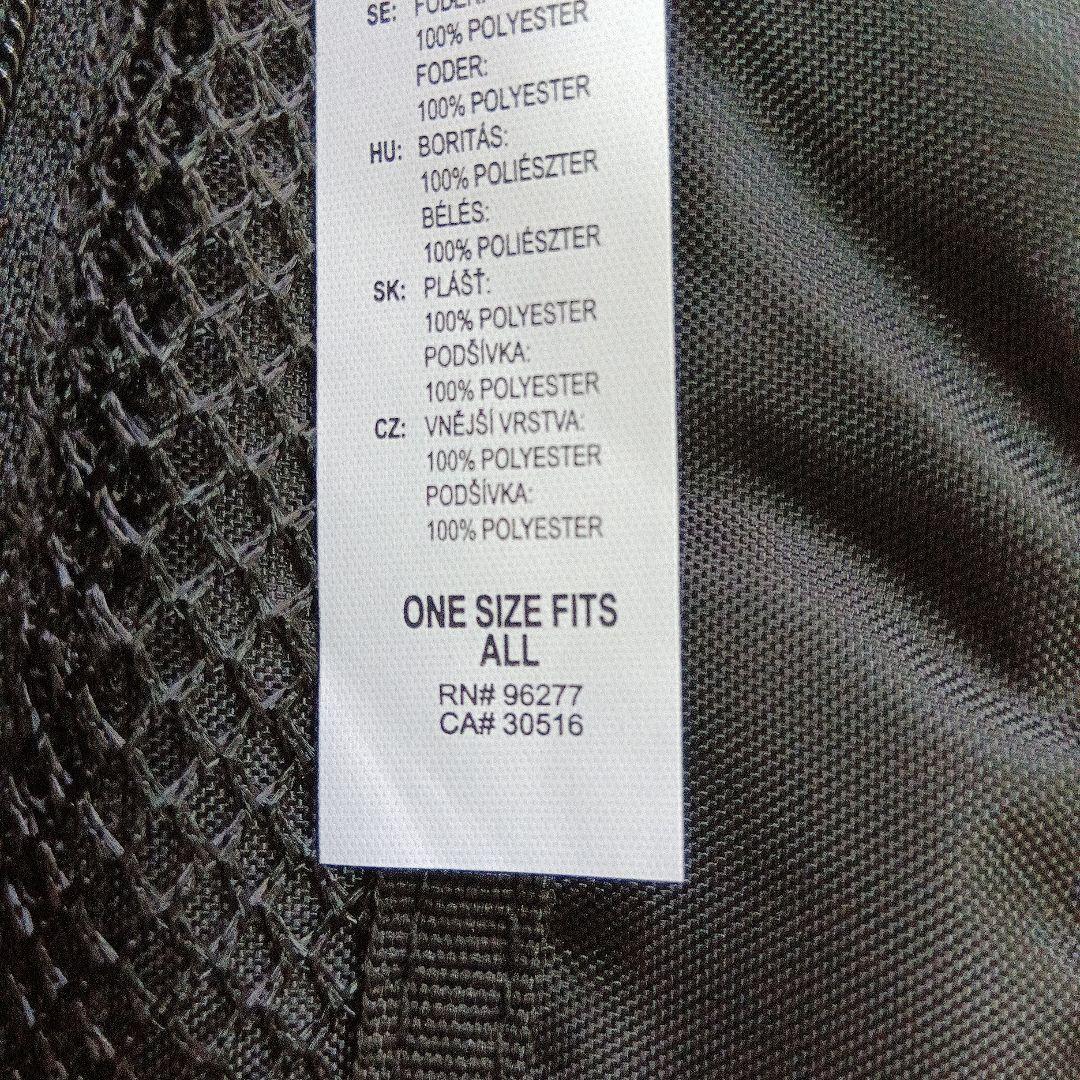 SE:
100% POLYESTER
FODER:
100% POLYESTER
HU: BORITÁS:
100% POLIÉSZTER
BÉLÉS:
100% POLIÉSZTER
SK: PLÁŠŤ:
100% POLYESTER
PODŠÍVKA:
100% POLYESTER
CZ: VNĚJŠÍ VRSTVA:
100% POLYESTER
PODŠÍVKA:
100% POLYESTER
ONE SIZE FITS
ALL
RN# 96277
CA# 30516